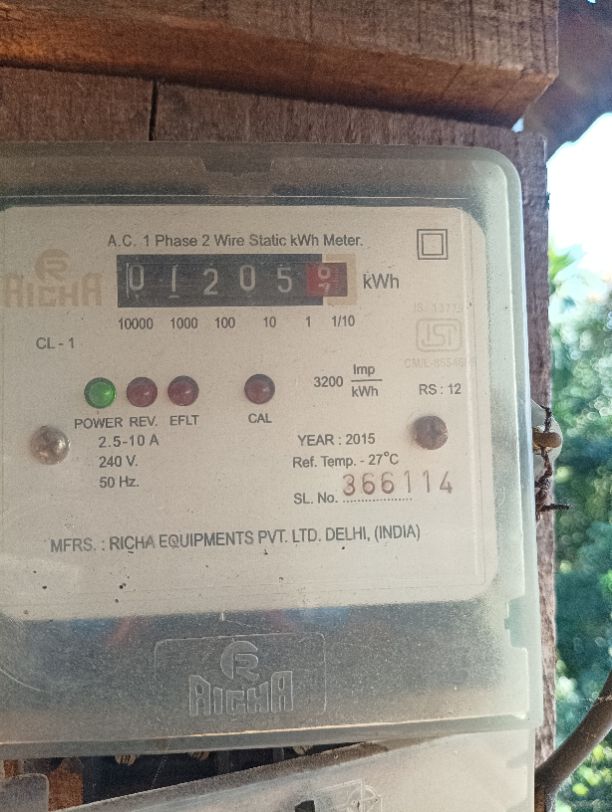 A.C. 1 Phase 2 Wire Static kWh Meter.
RICHA
01205 kWh
10000 1000 100 10 1 1/10
CL - 1
3200 Imp/kWh
RS : 12
POWER REV. EFLT CAL
2.5-10 A
240 V.
50 Hz.
YEAR : 2015
Ref. Temp. - 27°C
SL. No. 366114
MFRS. : RICHA EQUIPMENTS PVT. LTD. DELHI, (INDIA)
RICHA